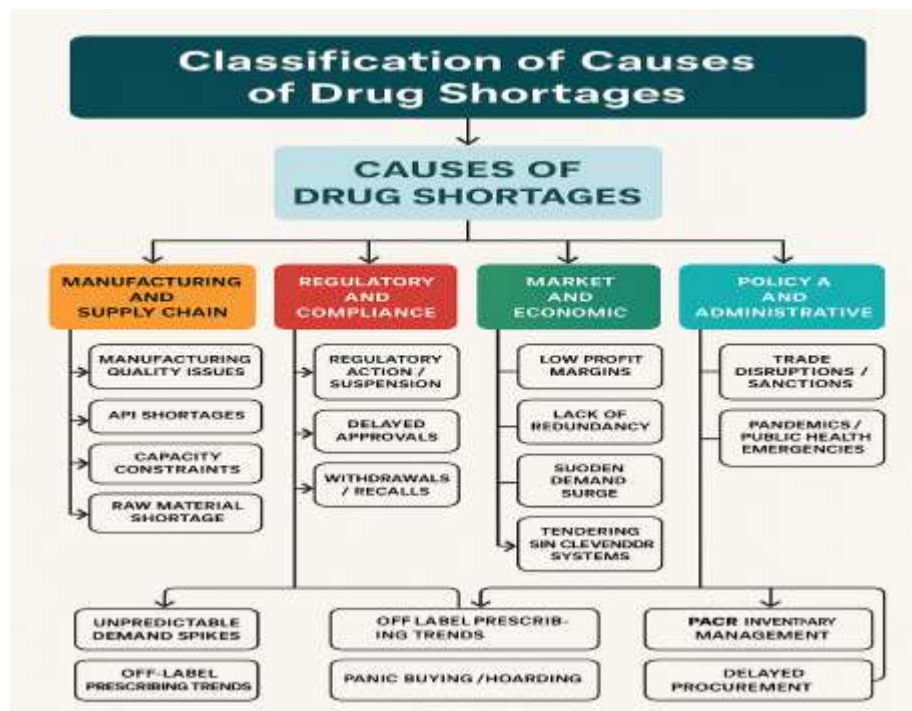 Classification of Causes
of Drug Shortages
CAUSES OF
DRUG SHORTAGES
MANUFACTURING
AND
SUPPLY CHAIN
REGULATORY
AND
COMPLIANCE
MARKET
AND
ECONOMIC
POLICY A
AND
ADMINISTRATIVE
MANUFACTURING
QUALITY ISSUES
API SHORTAGES
CAPACITY
CONSTRAINTS
RAW MATERIAL
SHORTAGE
REGULATORY
ACTION /
SUSPENSION
DELAYED
APPROVALS
WITHDRAWALS
/ RECALLS
LOW PROFIT
MARGINS
LACK OF
REDUNDANCY
SUODEN
DEMAND
SURGE
TENDERING
SIN CLEVENDDR
SYSTEMS
TRADE
DISRUPTIONS /
SANCTIONS
PANDEMICS /
PUBLIC HEALTH
EMERGENCIES
UNPREDICTABLE
DEMAND SPIKES
OFF-LABEL
PRESCRIBING TRENDS
OFF LABEL PRESCRIB-
ING TRENDS
PANIC BUYING /HOARDING
PACR INVENTPARY
MANAGEMENT
DELAYED
PROCUREMENT